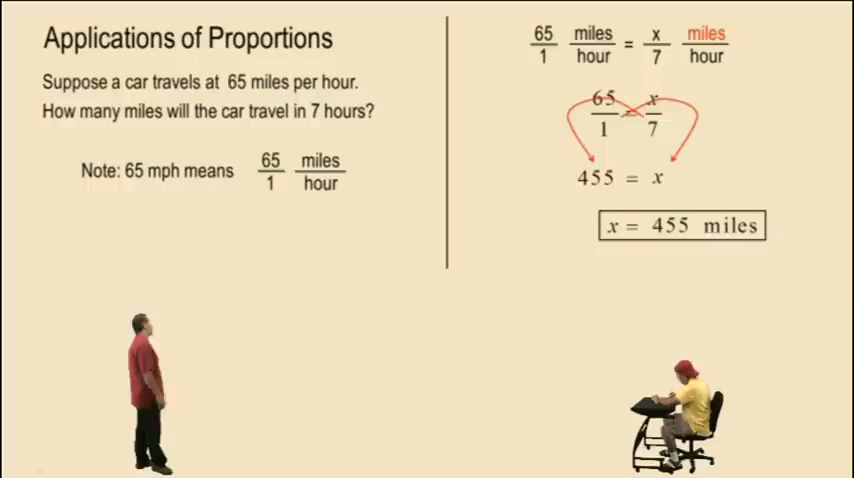 Applications of Proportions
Suppose a car travels at 65 miles per hour.
How many miles will the car travel in 7 hours?
Note: 65 mph means 65/1 miles/hour
65/1 miles/hour = x/7 miles/hour
65/1 = x/7
455 = x
x = 455 miles